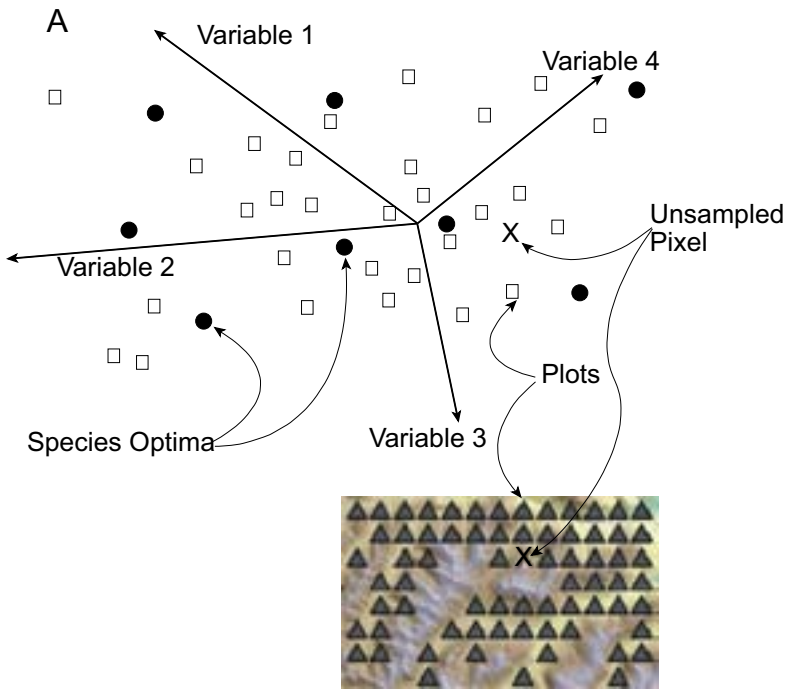 A
Variable 1
Variable 4
Unsampled
Pixel
X
Variable 2
Plots
Species Optima
Variable 3
X